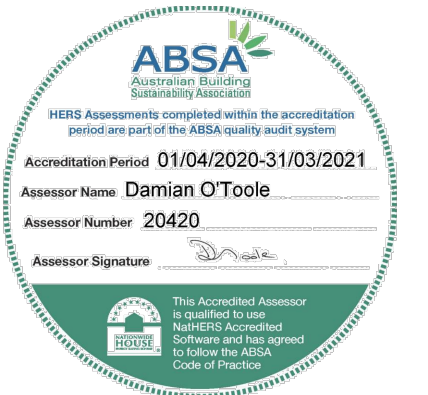 ABSA
Australian Building
Sustainability Association
HERS Assessments completed within the accreditation
period are part of the ABSA quality audit system
Accreditation Period 01/04/2020-31/03/2021
Assessor Name Damian O'Toole
Assessor Number 20420
Assessor Signature
This Accredited Assessor
is qualified to use
NatHERS Accredited
Software and has agreed
to follow the ABSA
Code of Practice
NATIONWIDE
HOUSE